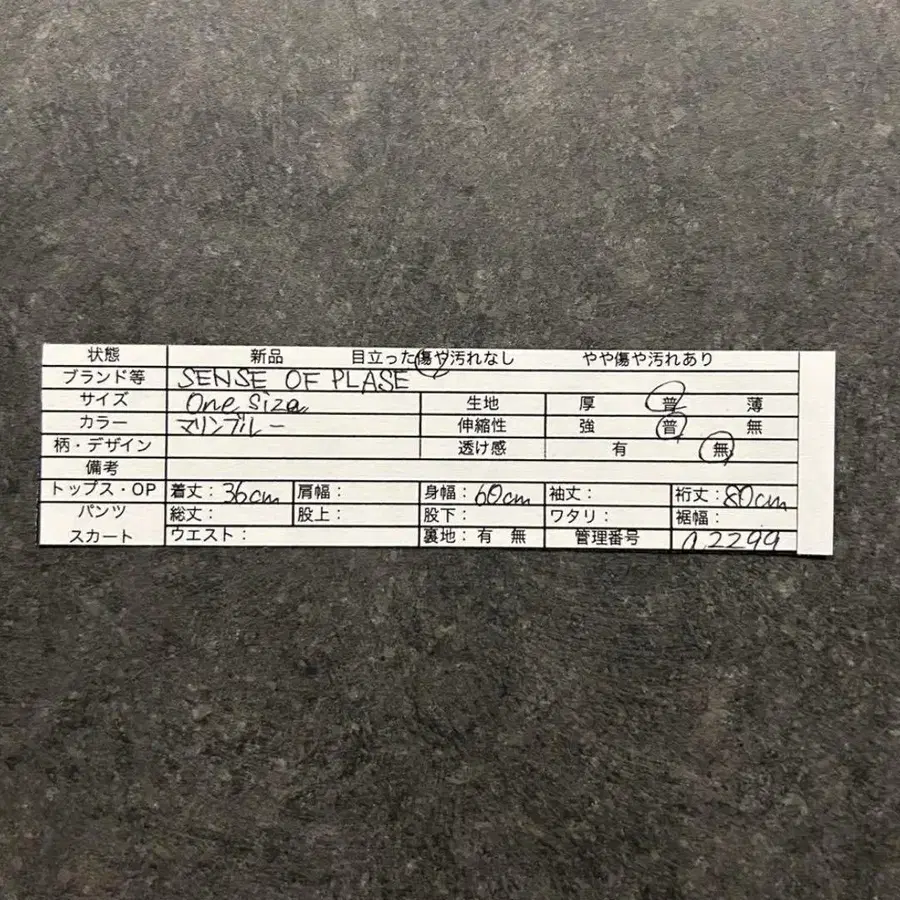 状態 新品 目立った傷や汚れなし やや傷や汚れあり
ブランド等 SENSE OF PLASE
サイズ One Size 生地 厚 普 薄
カラー マリンブルー 伸縮性 強 普 無
柄・デザイン 透け感 有 無
備考
トップス・OP 着丈：36cm 肩幅： 身幅：60cm 袖丈： 裄丈：80cm
パンツ 総丈： 股上： 股下： ワタリ： 裾幅：
スカート ウエスト： 裏地：有 無 管理番号 a2299